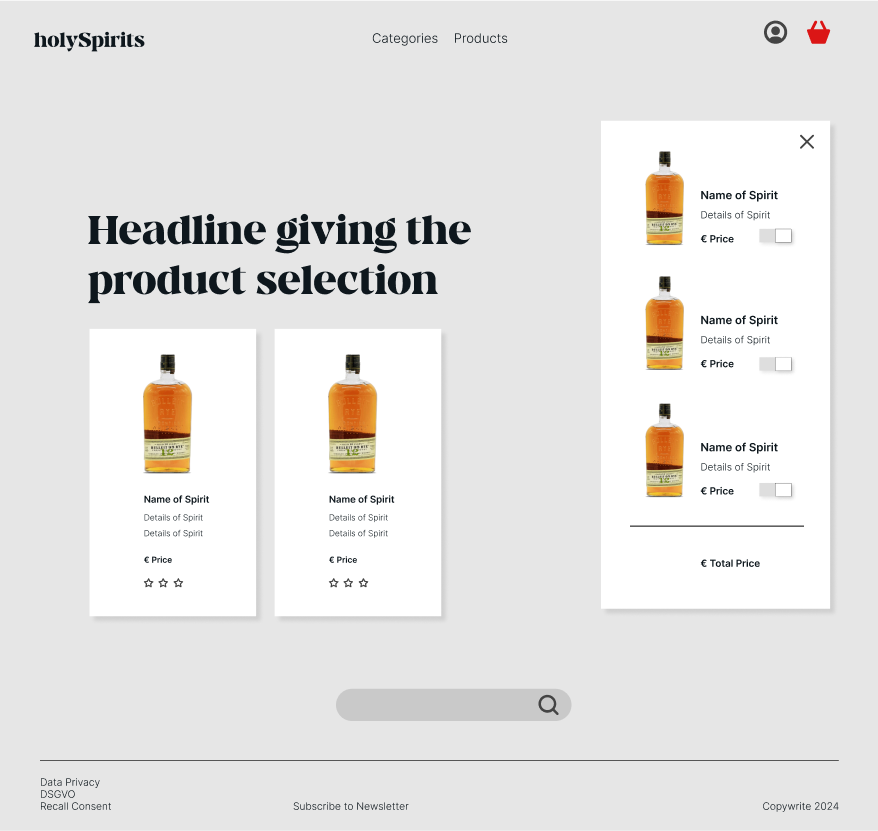 holySpirits
Categories Products
Headline giving the
product selection
Name of Spirit
Details of Spirit
Details of Spirit
€ Price
Name of Spirit
Details of Spirit
Details of Spirit
€ Price
Name of Spirit
Details of Spirit
€ Price
Name of Spirit
Details of Spirit
€ Price
Name of Spirit
Details of Spirit
€ Price
€ Total Price
Data Privacy
DSGVO
Recall Consent
Subscribe to Newsletter
Copywrite 2024